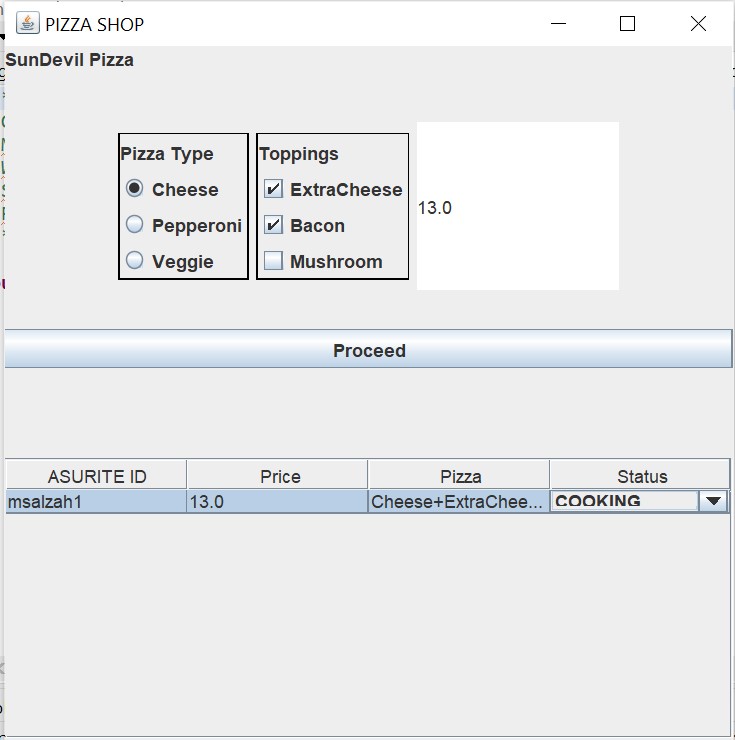 PIZZA SHOP
SunDevil Pizza
Pizza Type
Cheese
Pepperoni
Veggie
Toppings
ExtraCheese
Bacon
Mushroom
13.0
Proceed
ASURITE ID Price Pizza Status
msalzah1 13.0 Cheese+ExtraChee... COOKING